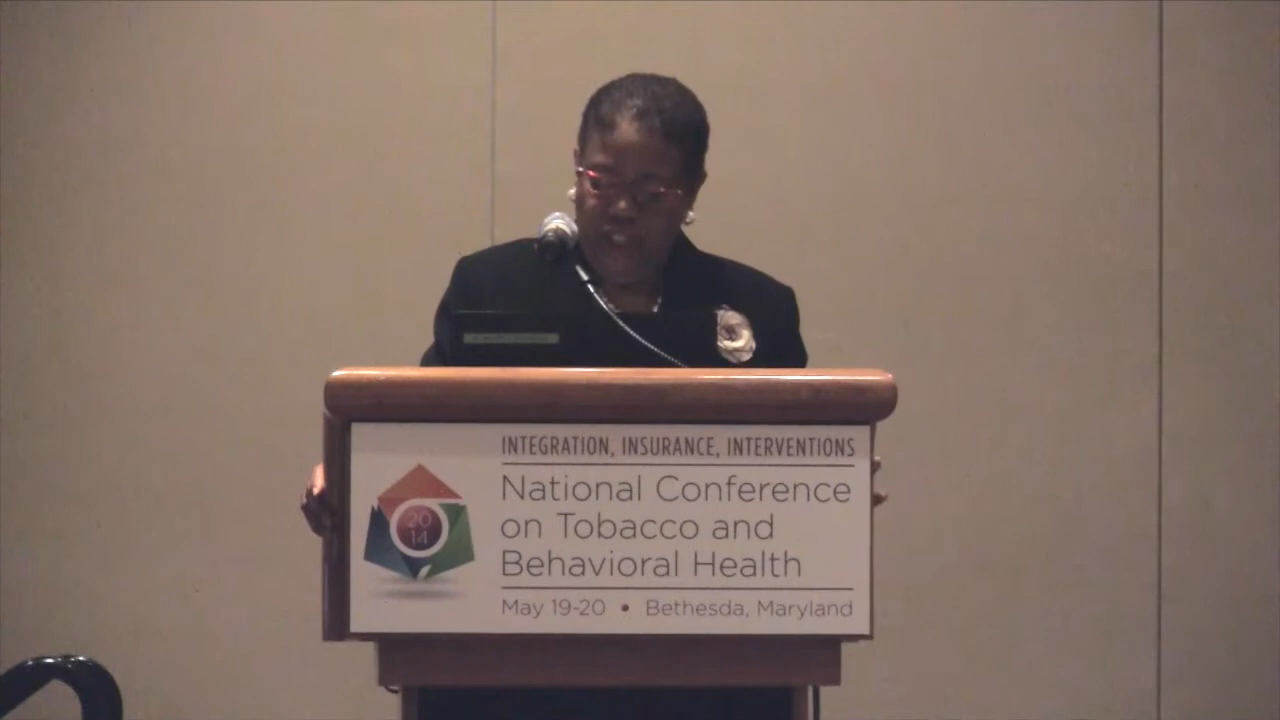 INTEGRATION, INSURANCE, INTERVENTIONS
National Conference
on Tobacco and
Behavioral Health
May 19-20 • Bethesda, Maryland
20
14